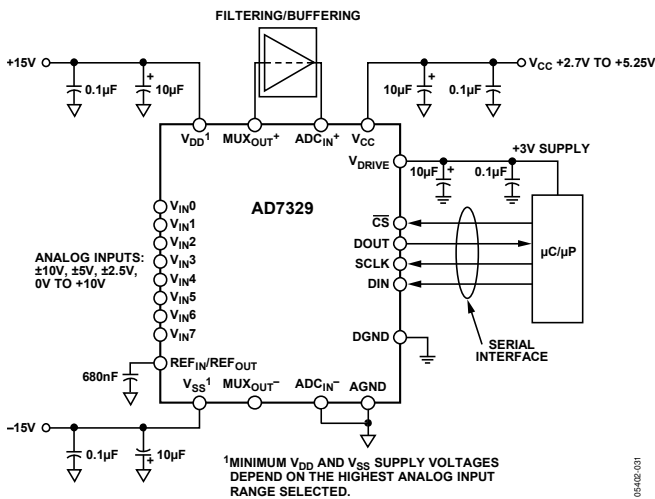 FILTERING/BUFFERING
+15V
0.1µF
+
10µF
10µF
+
0.1µF
VCC +2.7V TO +5.25V
VDD1
MUXOUT+
ADCIN+
VCC
VDRIVE
+3V SUPPLY
10µF
+
0.1µF
AD7329
VIN0
VIN1
VIN2
VIN3
VIN4
VIN5
VIN6
VIN7
ANALOG INPUTS:
±10V, ±5V, ±2.5V,
0V TO +10V
CS
DOUT
SCLK
DIN
µC/µP
DGND
SERIAL
INTERFACE
REFIN/REFOUT
680nF
VSS1
MUXOUT–
ADCIN–
AGND
–15V
0.1µF
+
10µF
1MINIMUM VDD AND VSS SUPPLY VOLTAGES
DEPEND ON THE HIGHEST ANALOG INPUT
RANGE SELECTED.
05402-031